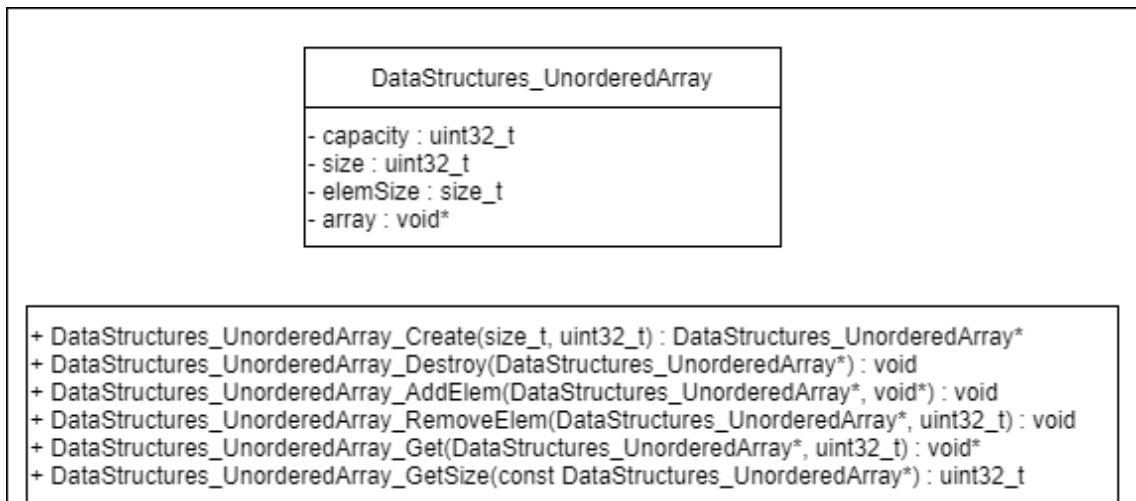 DataStructures_UnorderedArray
- capacity : uint32_t
- size : uint32_t
- elemSize : size_t
- array : void*
+ DataStructures_UnorderedArray_Create(size_t, uint32_t) : DataStructures_UnorderedArray*
+ DataStructures_UnorderedArray_Destroy(DataStructures_UnorderedArray*) : void
+ DataStructures_UnorderedArray_AddElem(DataStructures_UnorderedArray*, void*) : void
+ DataStructures_UnorderedArray_RemoveElem(DataStructures_UnorderedArray*, uint32_t) : void
+ DataStructures_UnorderedArray_Get(DataStructures_UnorderedArray*, uint32_t) : void*
+ DataStructures_UnorderedArray_GetSize(const DataStructures_UnorderedArray*) : uint32_t